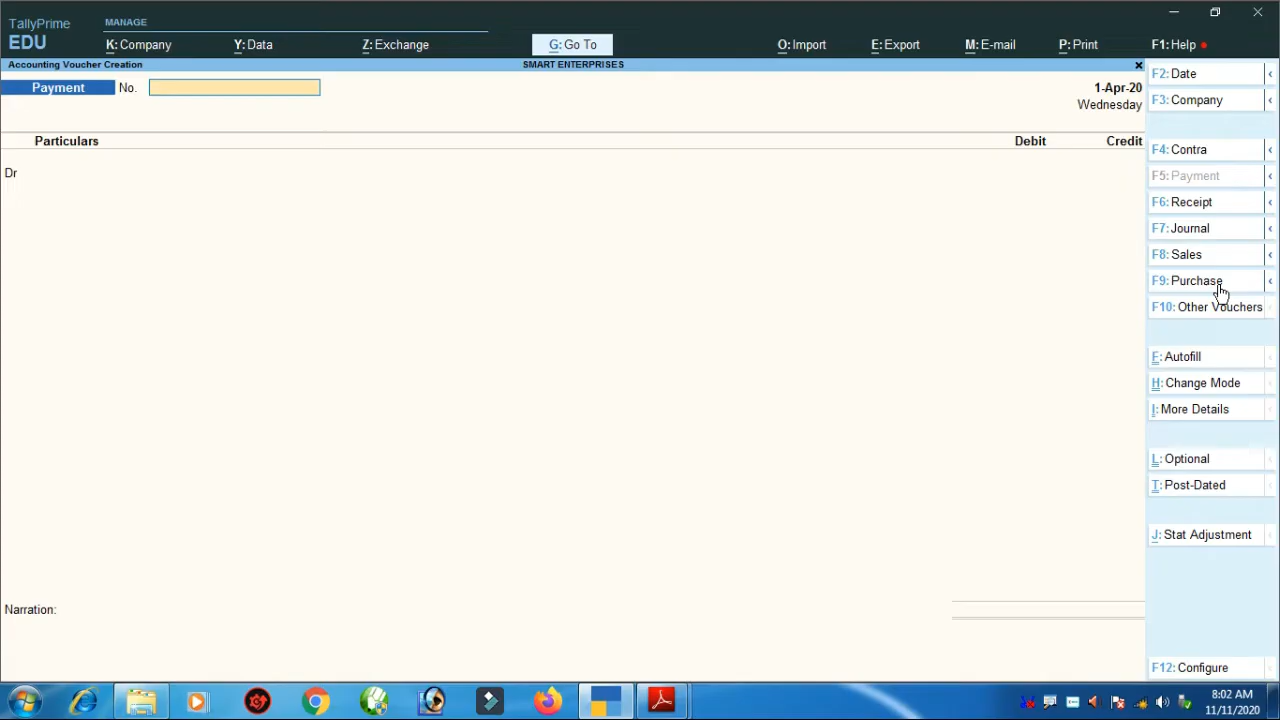 TallyPrime
MANAGE
EDU
K: Company
Y: Data
Z: Exchange
G: Go To
O: Import
E: Export
M: E-mail
P: Print
F1: Help
Accounting Voucher Creation
SMART ENTERPRISES
Payment
No.
1-Apr-20
Wednesday
Particulars
Debit
Credit
Dr
Narration:
F2: Date
F3: Company
F4: Contra
F5: Payment
F6: Receipt
F7: Journal
F8: Sales
F9: Purchase
F10: Other Vouchers
F: Autofill
H: Change Mode
I: More Details
L: Optional
T: Post-Dated
J: Stat Adjustment
F12: Configure
8:02 AM
11/11/2020